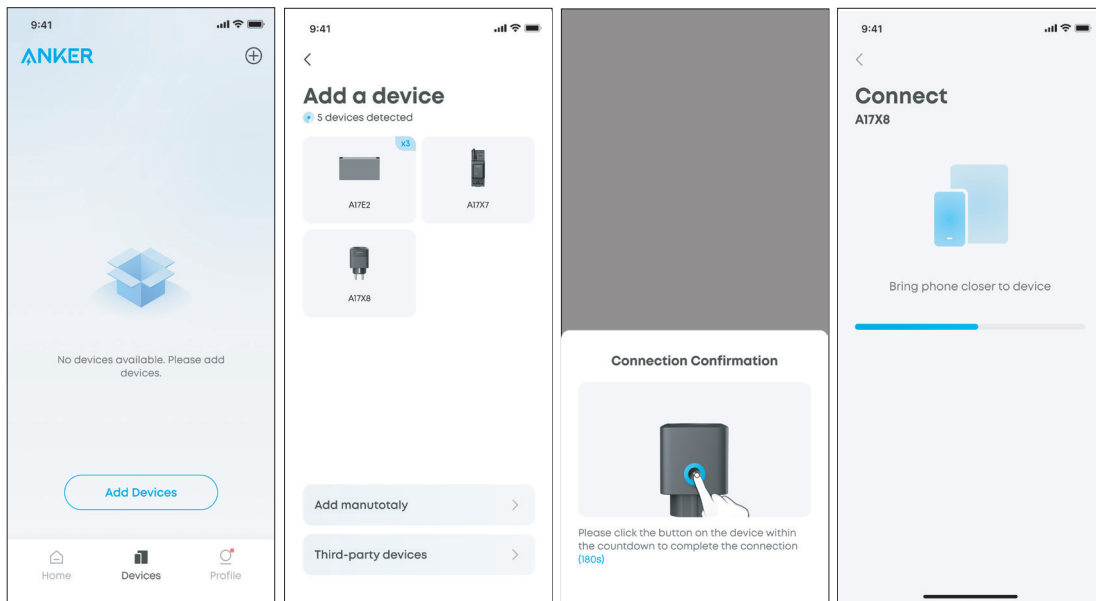 9:41
ANKER
No devices available. Please add
devices.
Add Devices
Home
Devices
Profile
9:41
Add a device
5 devices detected
x3
A17E2
A17X7
A17X8
Add manutotaly
Third-party devices
Connection Confirmation
Please click the button on the device within
the countdown to complete the connection
(180s)
9:41
Connect
A17X8
Bring phone closer to device